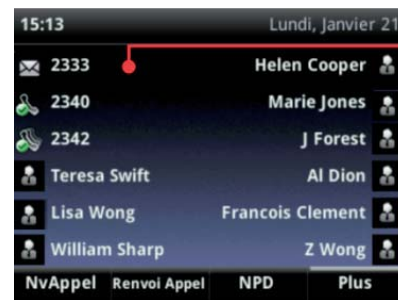 15:13 Lundi, Janvier 21
2333 Helen Cooper
2340 Marie Jones
2342 J Forest
Teresa Swift Al Dion
Lisa Wong Francois Clement
William Sharp Z Wong
NvAppel Renvoi Appel NPD Plus